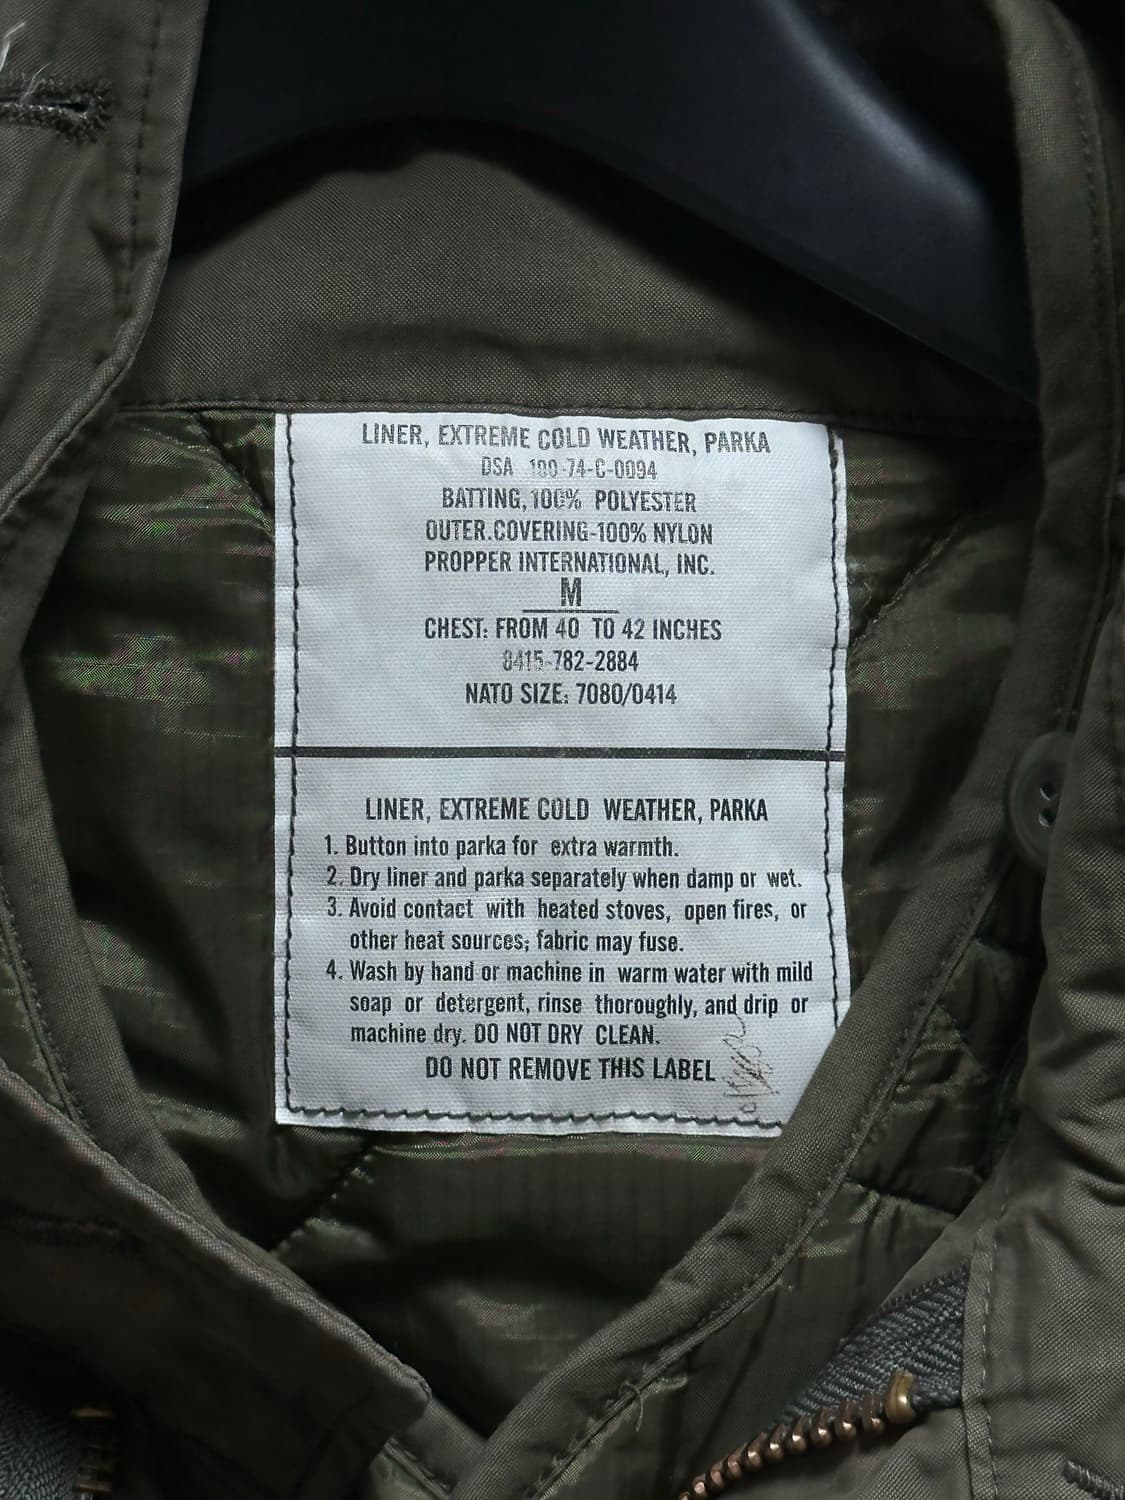 LINER, EXTREME COLD WEATHER, PARKA
DSA 100-74-C-0094
BATTING, 100% POLYESTER
OUTER.COVERING-100% NYLON
PROPPER INTERNATIONAL, INC.
M
CHEST: FROM 40 TO 42 INCHES
8415-782-2884
NATO SIZE: 7080/0414
LINER, EXTREME COLD WEATHER, PARKA
1. Button into parka for extra warmth.
2. Dry liner and parka separately when damp or wet.
3. Avoid contact with heated stoves, open fires, or
other heat sources; fabric may fuse.
4. Wash by hand or machine in warm water with mild
soap or detergent, rinse thoroughly, and drip or
machine dry. DO NOT DRY CLEAN.
DO NOT REMOVE THIS LABEL